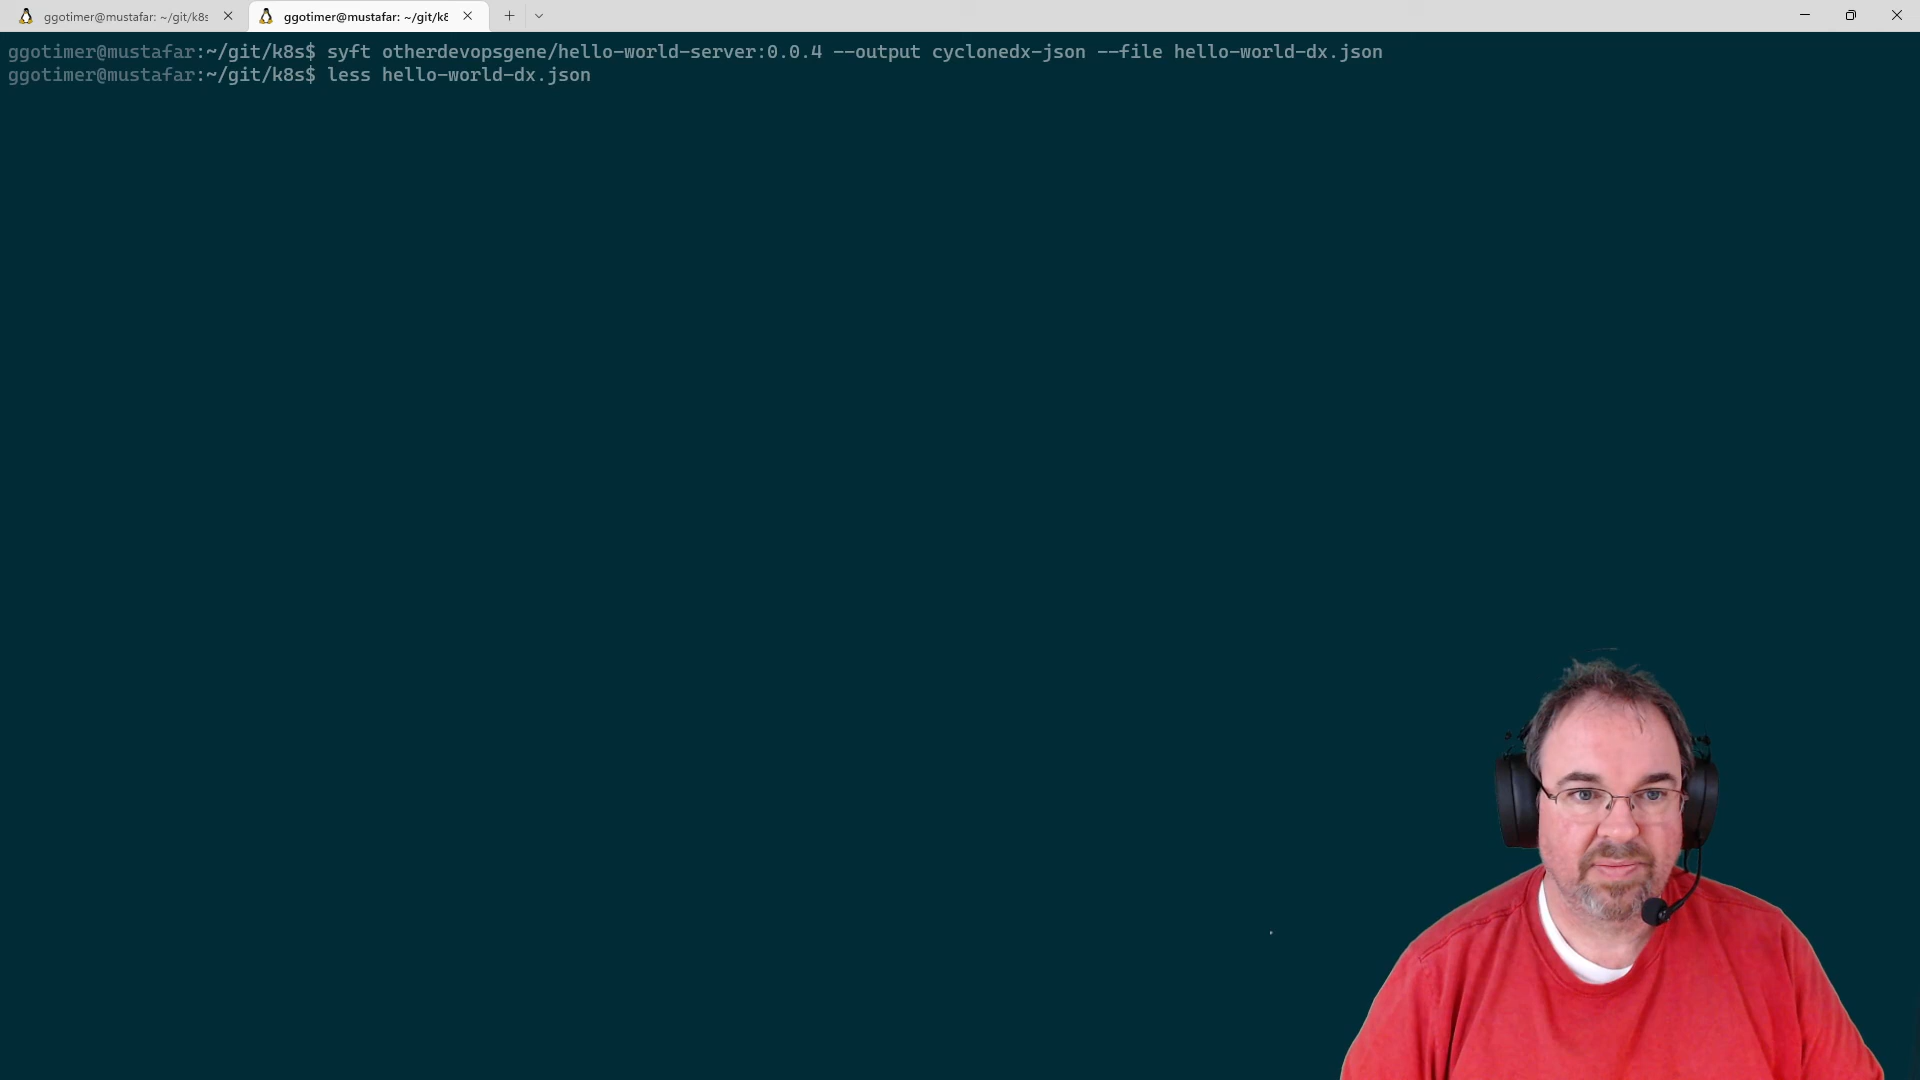 ggotimer@mustafar: ~/git/k8s
ggotimer@mustafar: ~/git/k8s
ggotimer@mustafar:~/git/k8s$ syft otherdevopsgene/hello-world-server:0.0.4 --output cyclonedx-json --file hello-world-dx.json
ggotimer@mustafar:~/git/k8s$ less hello-world-dx.json